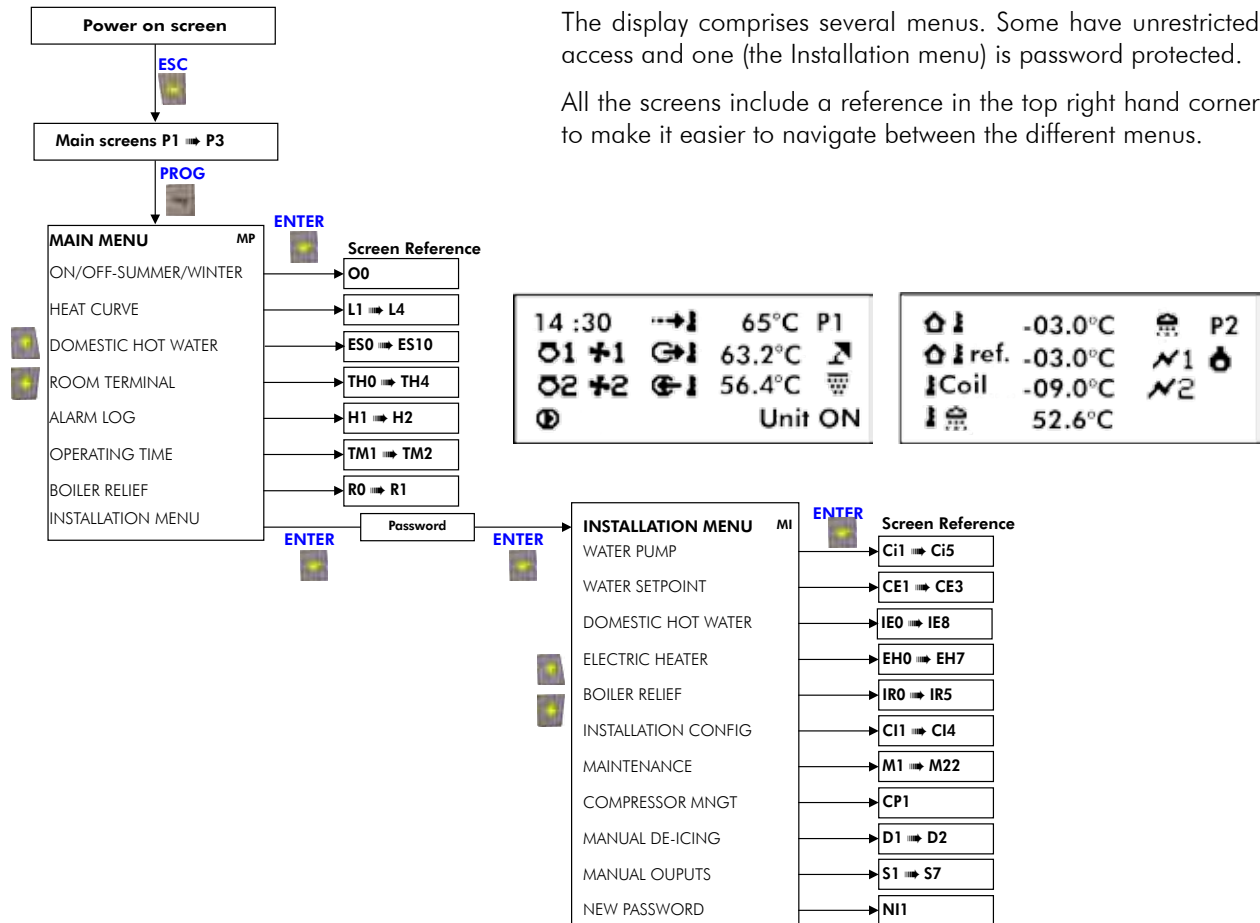 Power on screen
The display comprises several menus. Some have unrestricted
access and one (the Installation menu) is password protected.
All the screens include a reference in the top right hand corner
to make it easier to navigate between the different menus.
ESC
Main screens P1 ➠ P3
PROG
MAIN MENU MP
ENTER
Screen Reference
ON/OFF-SUMMER/WINTER O0
HEAT CURVE L1 ➠ L4
DOMESTIC HOT WATER ES0 ➠ ES10
ROOM TERMINAL TH0 ➠ TH4
ALARM LOG H1 ➠ H2
OPERATING TIME TM1 ➠ TM2
BOILER RELIEF R0 ➠ R1
INSTALLATION MENU
ENTER
Password
ENTER
14 :30 65°C P1
1 1 63.2°C
2 2 56.4°C
Unit ON
-03.0°C P2
ref. -03.0°C 1
Coil -09.0°C 2
52.6°C
INSTALLATION MENU MI
ENTER
Screen Reference
WATER PUMP Ci1 ➠ Ci5
WATER SETPOINT CE1 ➠ CE3
DOMESTIC HOT WATER IE0 ➠ IE8
ELECTRIC HEATER EH0 ➠ EH7
BOILER RELIEF IR0 ➠ IR5
INSTALLATION CONFIG CI1 ➠ CI4
MAINTENANCE M1 ➠ M22
COMPRESSOR MNGT CP1
MANUAL DE-ICING D1 ➠ D2
MANUAL OUPUTS S1 ➠ S7
NEW PASSWORD NI1